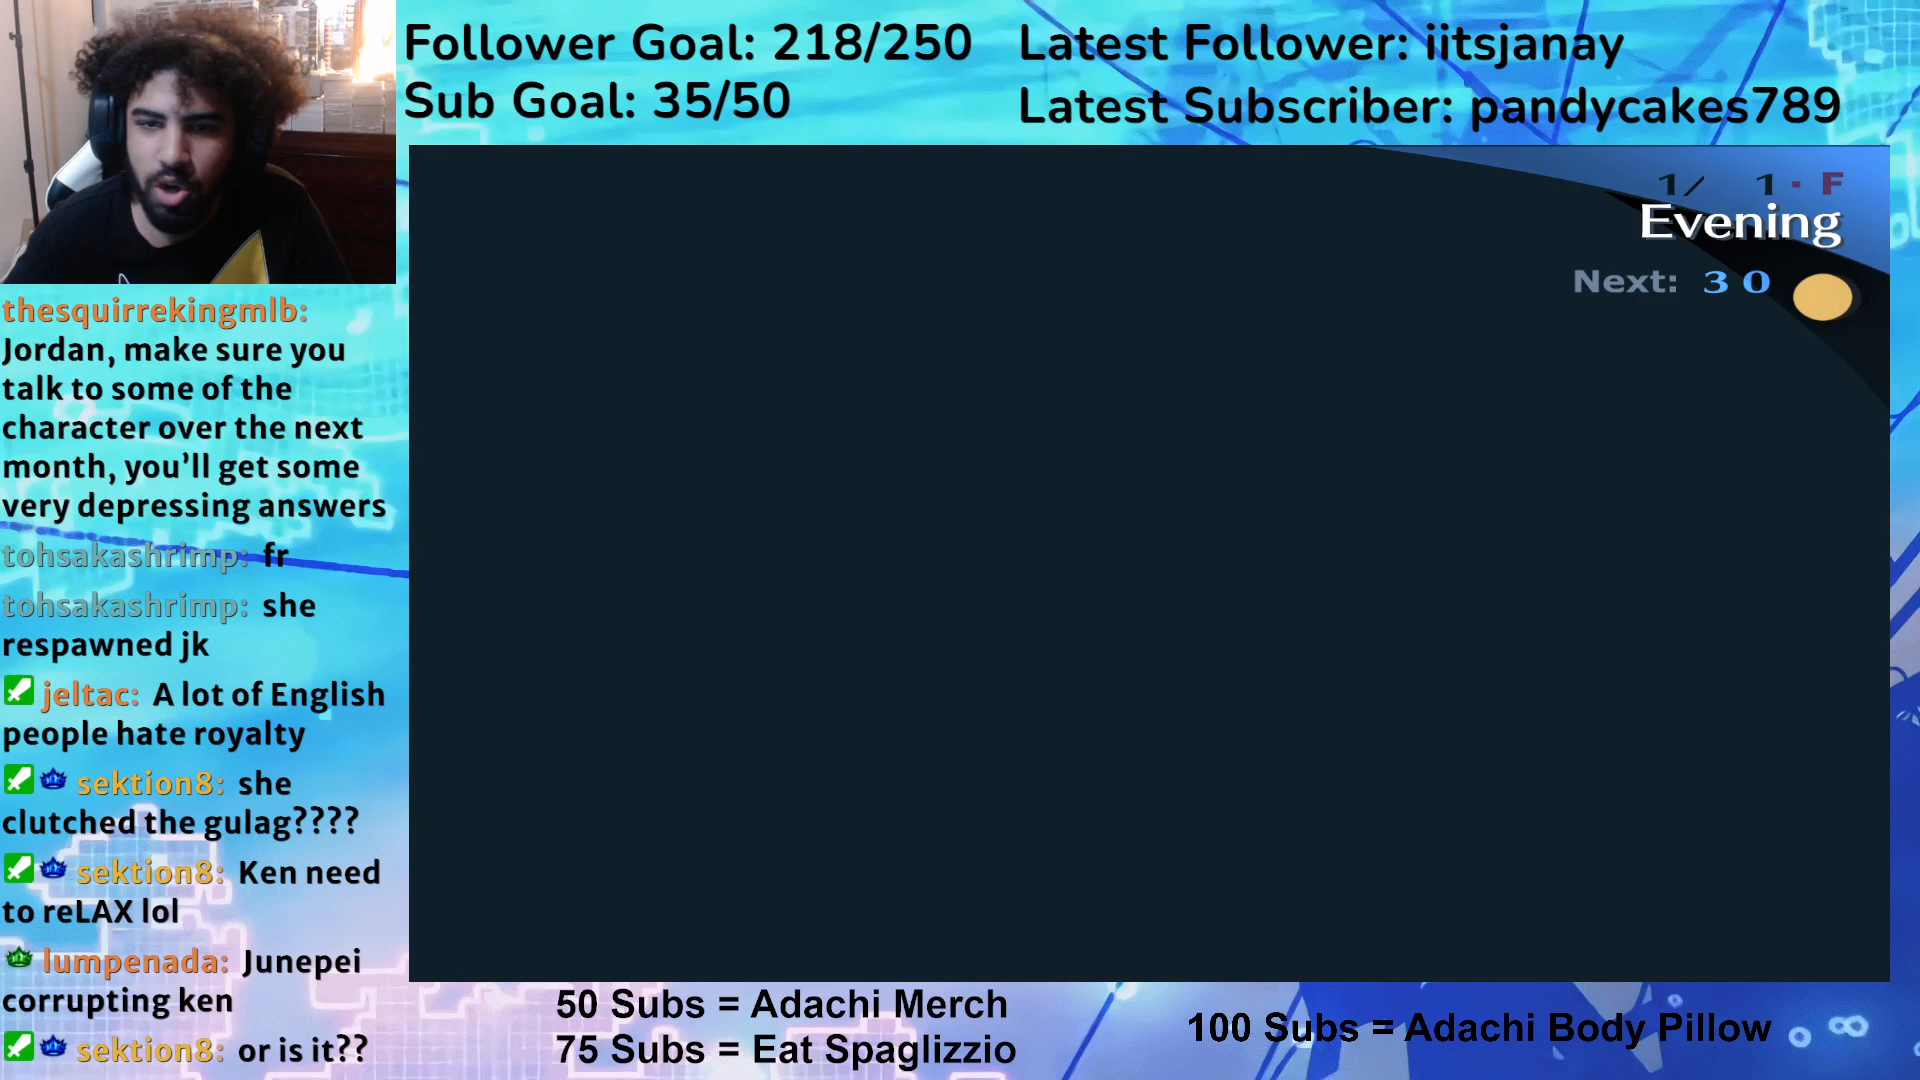 Follower Goal: 218/250
Sub Goal: 35/50
Latest Follower: iitsjanay
Latest Subscriber: pandycakes789
1/ 1 · F
Evening
Next: 30
thesquirrekingmlb:
Jordan, make sure you
talk to some of the
character over the next
month, you'll get some
very depressing answers
tohsakashrimp: fr
tohsakashrimp: she
respawned jk
jeltac: A lot of English
people hate royalty
sektion8: she
clutched the gulag????
sektion8: Ken need
to reLAX lol
lumpenada: Junepei
corrupting ken
sektion8: or is it??
50 Subs = Adachi Merch
75 Subs = Eat Spaglizzio
100 Subs = Adachi Body Pillow